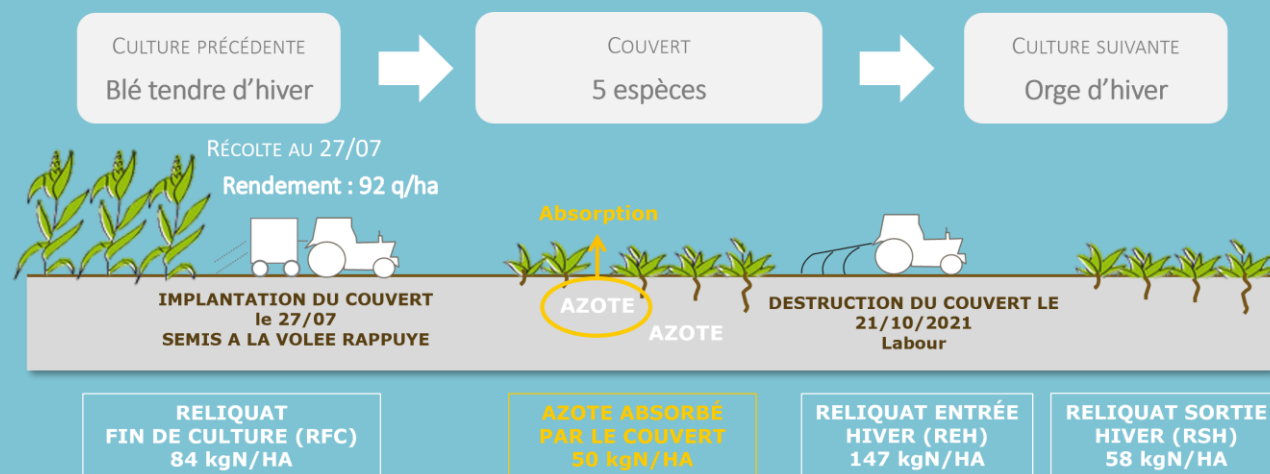 CULTURE PRÉCÉDENTE
Blé tendre d'hiver
COUVERT
5 espèces
CULTURE SUIVANTE
Orge d'hiver
RÉCOLTE AU 27/07
Rendement : 92 q/ha
Absorption
IMPLANTATION DU COUVERT
le 27/07
SEMIS A LA VOLEE RAPPUYE
AZOTE
AZOTE
DESTRUCTION DU COUVERT LE
21/10/2021
Labour
RELIQUAT
FIN DE CULTURE (RFC)
84 kgN/HA
AZOTE ABSORBÉ
PAR LE COUVERT
50 kgN/HA
RELIQUAT ENTRÉE
HIVER (REH)
147 kgN/HA
RELIQUAT SORTIE
HIVER (RSH)
58 kgN/HA